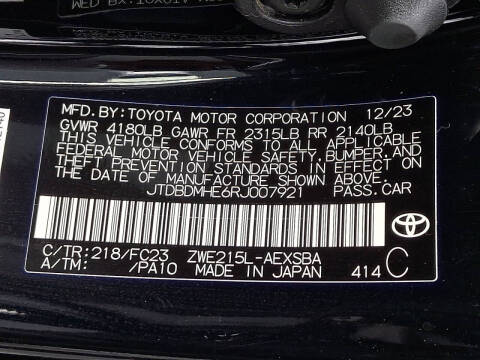 MFD.BY:TOYOTA MOTOR CORPORATION 12/23
GVWR 4180LB GAWR FR 2315LB RR 2140LB
THIS VEHICLE CONFORMS TO ALL APPLICABLE
FEDERAL MOTOR VEHICLE SAFETY,BUMPER,AND
THEFT PREVENTION STANDARDS IN EFFECT ON
THE DATE OF MANUFACTURE SHOWN ABOVE.
JTDBDMHE6RJ007921 PASS.CAR
C/TR:218/FC23 ZWE215L-AEXSBA
A/TM: /PA10 MADE IN JAPAN 414 C